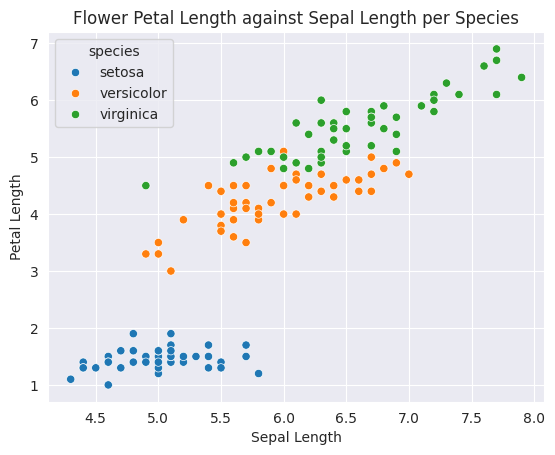 Flower Petal Length against Sepal Length per Species
species
setosa
versicolor
virginica
Petal Length
7
6
5
4
3
2
1
4.5 5.0 5.5 6.0 6.5 7.0 7.5 8.0
Sepal Length